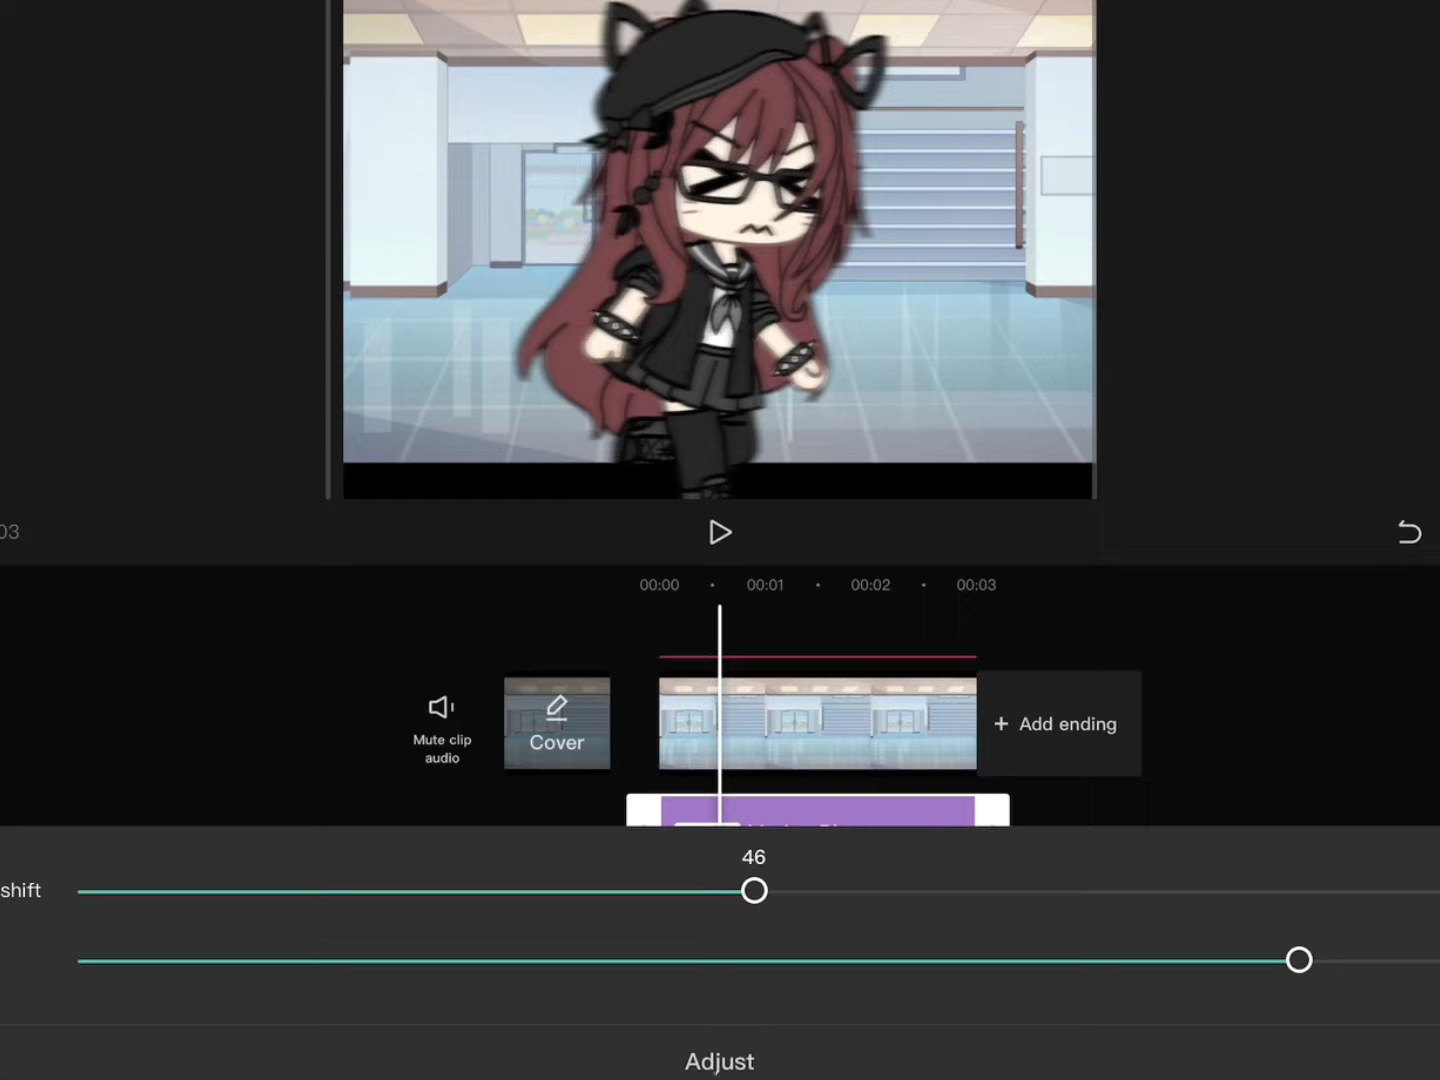 03
00:00
00:01
00:02
00:03
Mute clip
audio
Cover
+ Add ending
46
shift
Adjust